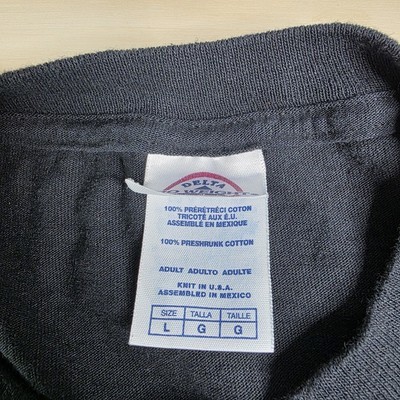 DELTA
100% PRÉRÉTRÉCI COTON
TRICOTÉ AUX É.U.
ASSEMBLÉ EN MEXIQUE
100% PRESHRUNK COTTON
ADULT ADULTO ADULTE
KNIT IN U.S.A.
ASSEMBLED IN MEXICO
SIZE TALLA TAILLE
L G G